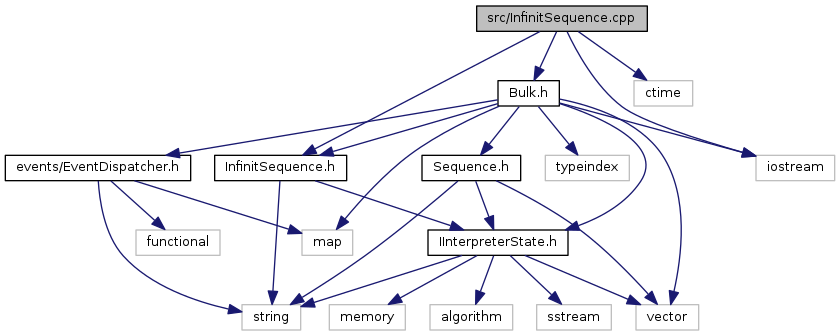 src/InfinitSequence.cpp
Bulk.h
ctime
events/EventDispatcher.h
InfinitSequence.h
Sequence.h
typeindex
iostream
functional
map
IInterpreterState.h
string
memory
algorithm
sstream
vector